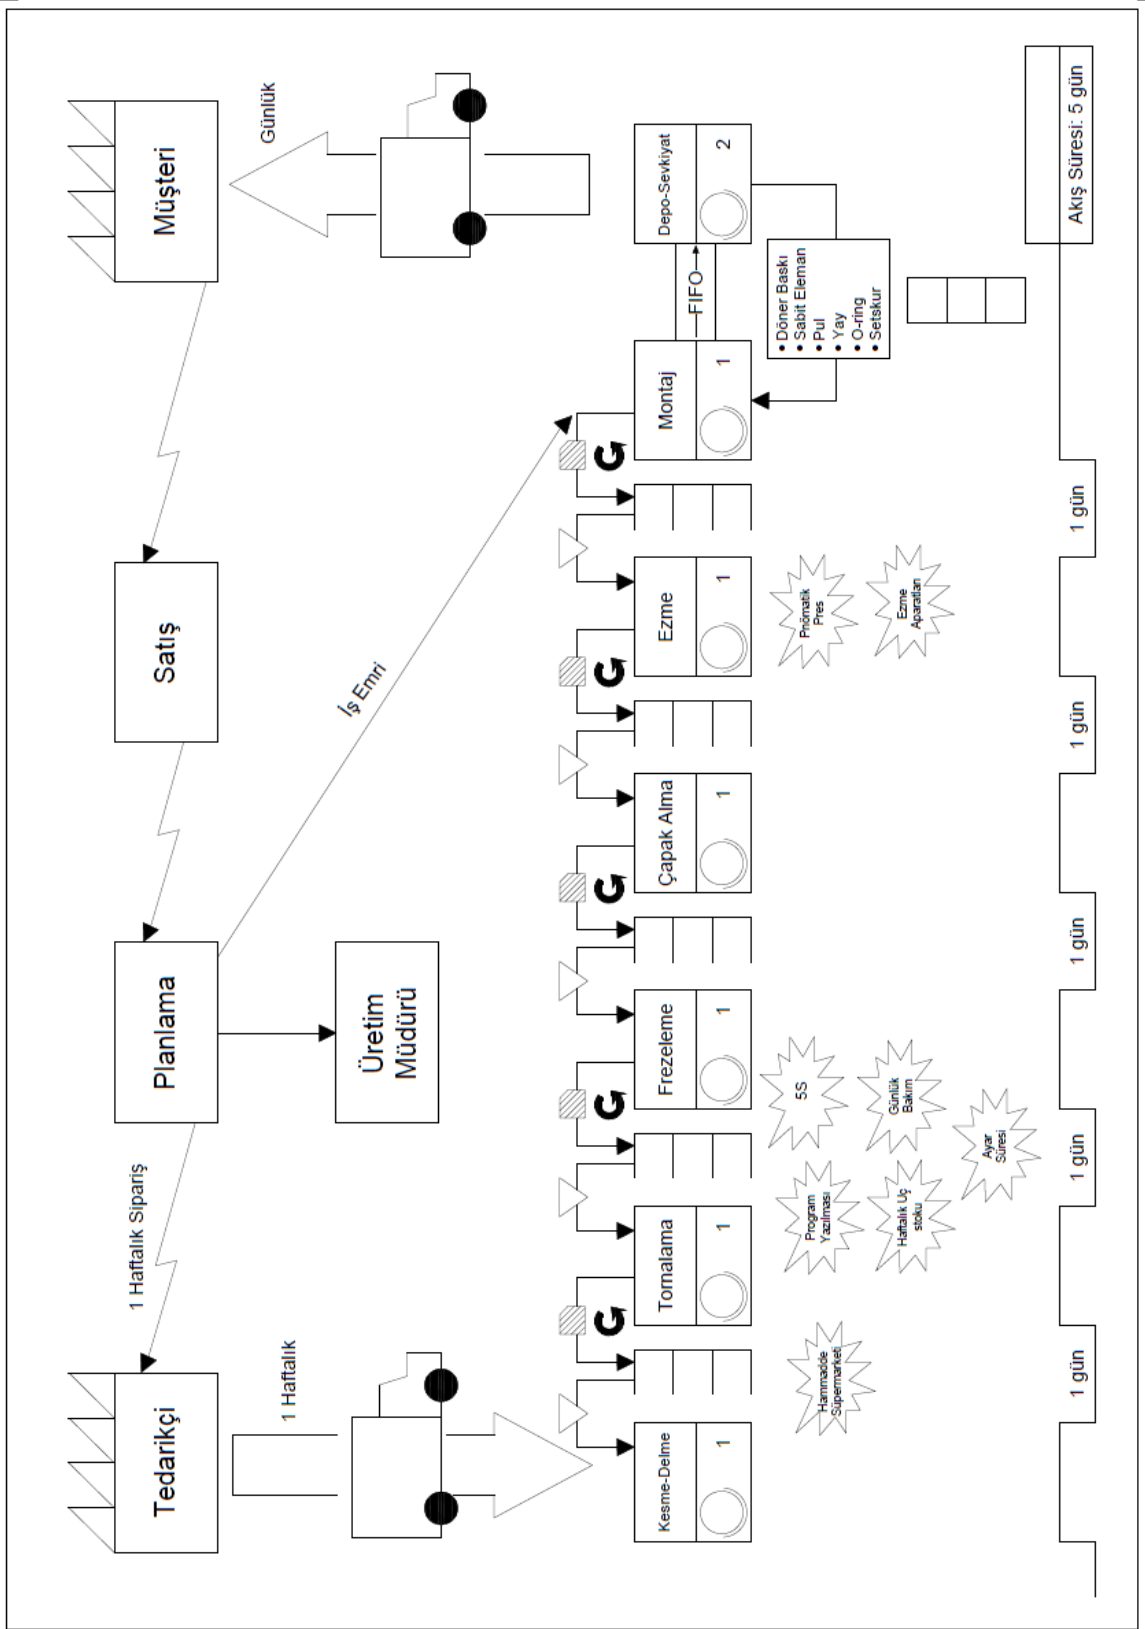 Tedarikçi
1 Haftalık Sipariş
Planlama
Satış
Müşteri
1 Haftalık
Üretim
Müdürü
İş Emri
Günlük
Kesme-Delme
1
Tornalama
1
Frezeleme
1
Çapak Alma
1
Ezme
1
Montaj
1
FIFO
Depo-Sevkiyat
2
Hammadde
Süpermarketi
Program
Yazılması
Haftalık Uç
stoku
Ayar
Süresi
5S
Günlük
Bakım
Pnömatik
Pres
Ezme
Aparatları
• Döner Baskı
• Sabit Eleman
• Pul
• Yay
• O-ring
• Setskur
1 gün
1 gün
1 gün
1 gün
1 gün
Akış Süresi: 5 gün